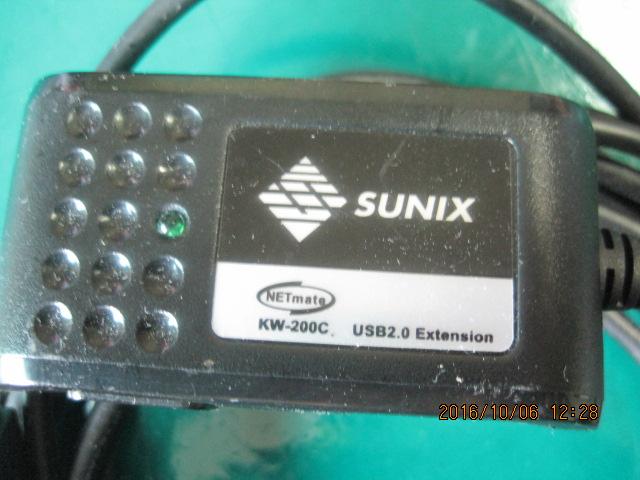 SUNIX
NETmate
KW-200C. USB2.0 Extension
2016/10/06 12:28